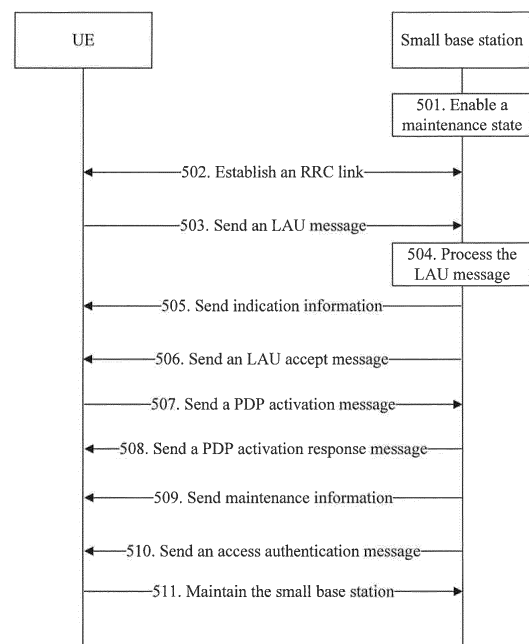 UE
Small base station
501. Enable a
maintenance state
502. Establish an RRC link
503. Send an LAU message
504. Process the
LAU message
505. Send indication information
506. Send an LAU accept message
507. Send a PDP activation message
508. Send a PDP activation response message
509. Send maintenance information
510. Send an access authentication message
511. Maintain the small base station